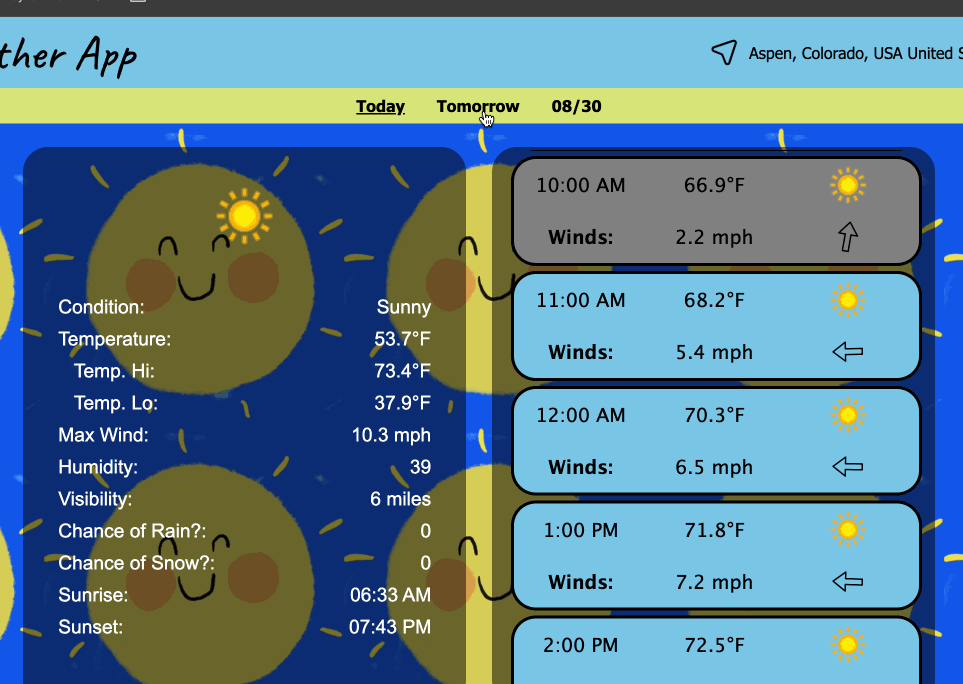 ther App
Aspen, Colorado, USA United
Today Tomorrow 08/30
Condition: Sunny
Temperature: 53.7°F
Temp. Hi: 73.4°F
Temp. Lo: 37.9°F
Max Wind: 10.3 mph
Humidity: 39
Visibility: 6 miles
Chance of Rain?: 0
Chance of Snow?: 0
Sunrise: 06:33 AM
Sunset: 07:43 PM
10:00 AM 66.9°F
Winds: 2.2 mph
11:00 AM 68.2°F
Winds: 5.4 mph
12:00 AM 70.3°F
Winds: 6.5 mph
1:00 PM 71.8°F
Winds: 7.2 mph
2:00 PM 72.5°F